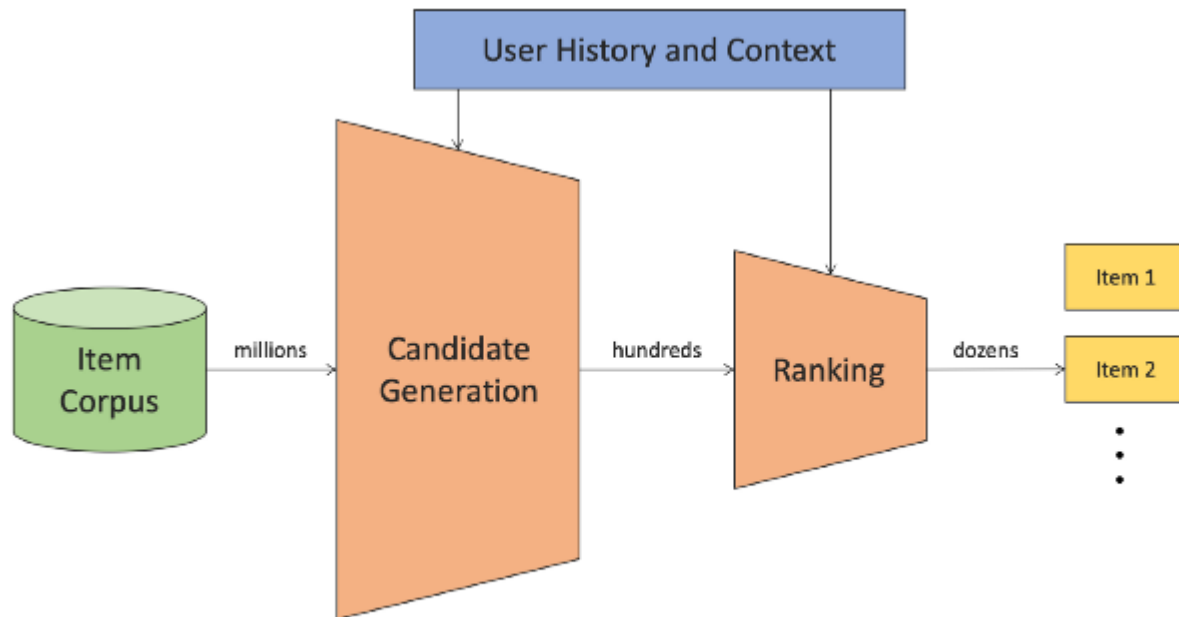 User History and Context
Item
Corpus
millions
Candidate
Generation
hundreds
Ranking
dozens
Item 1
Item 2